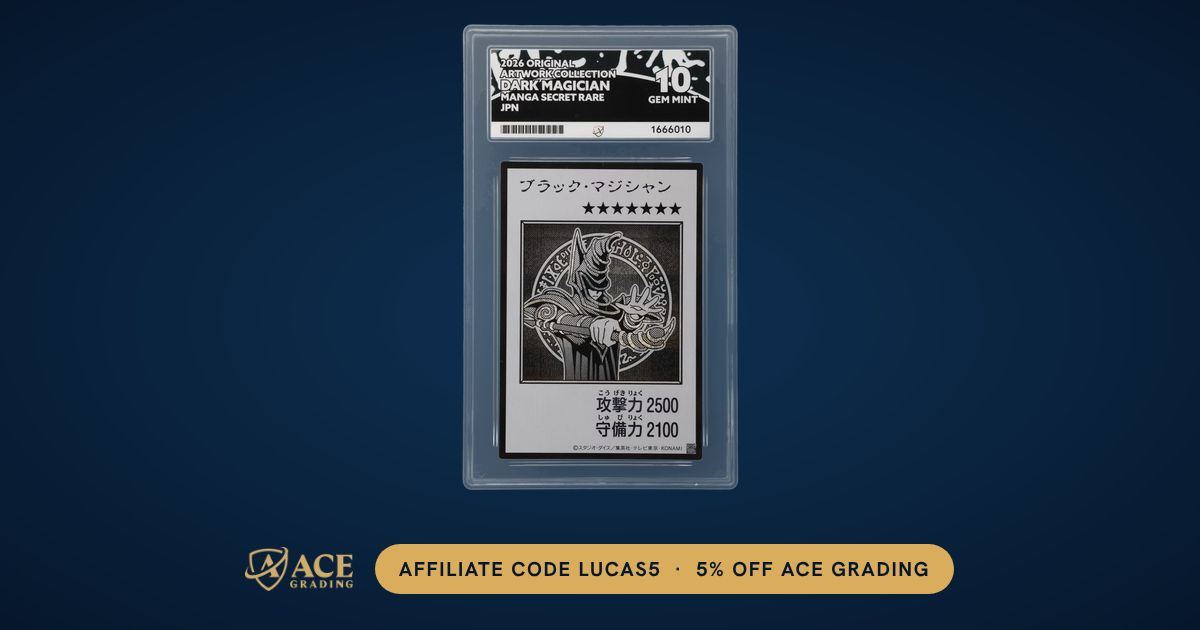 2026 ORIGINAL
ARTWORK COLLECTION
DARK MAGICIAN
MANGA SECRET RARE
JPN
10
GEM MINT
1666010
ブラック・マジシャン
★★★★★★★
こう げき りょく
攻撃力 2500
しゅ び りょく
守備力 2100
©スタジオ・ダイス/集英社・テレビ東京・KONAMI
ACE
GRADING
AFFILIATE CODE LUCAS5 · 5% OFF ACE GRADING